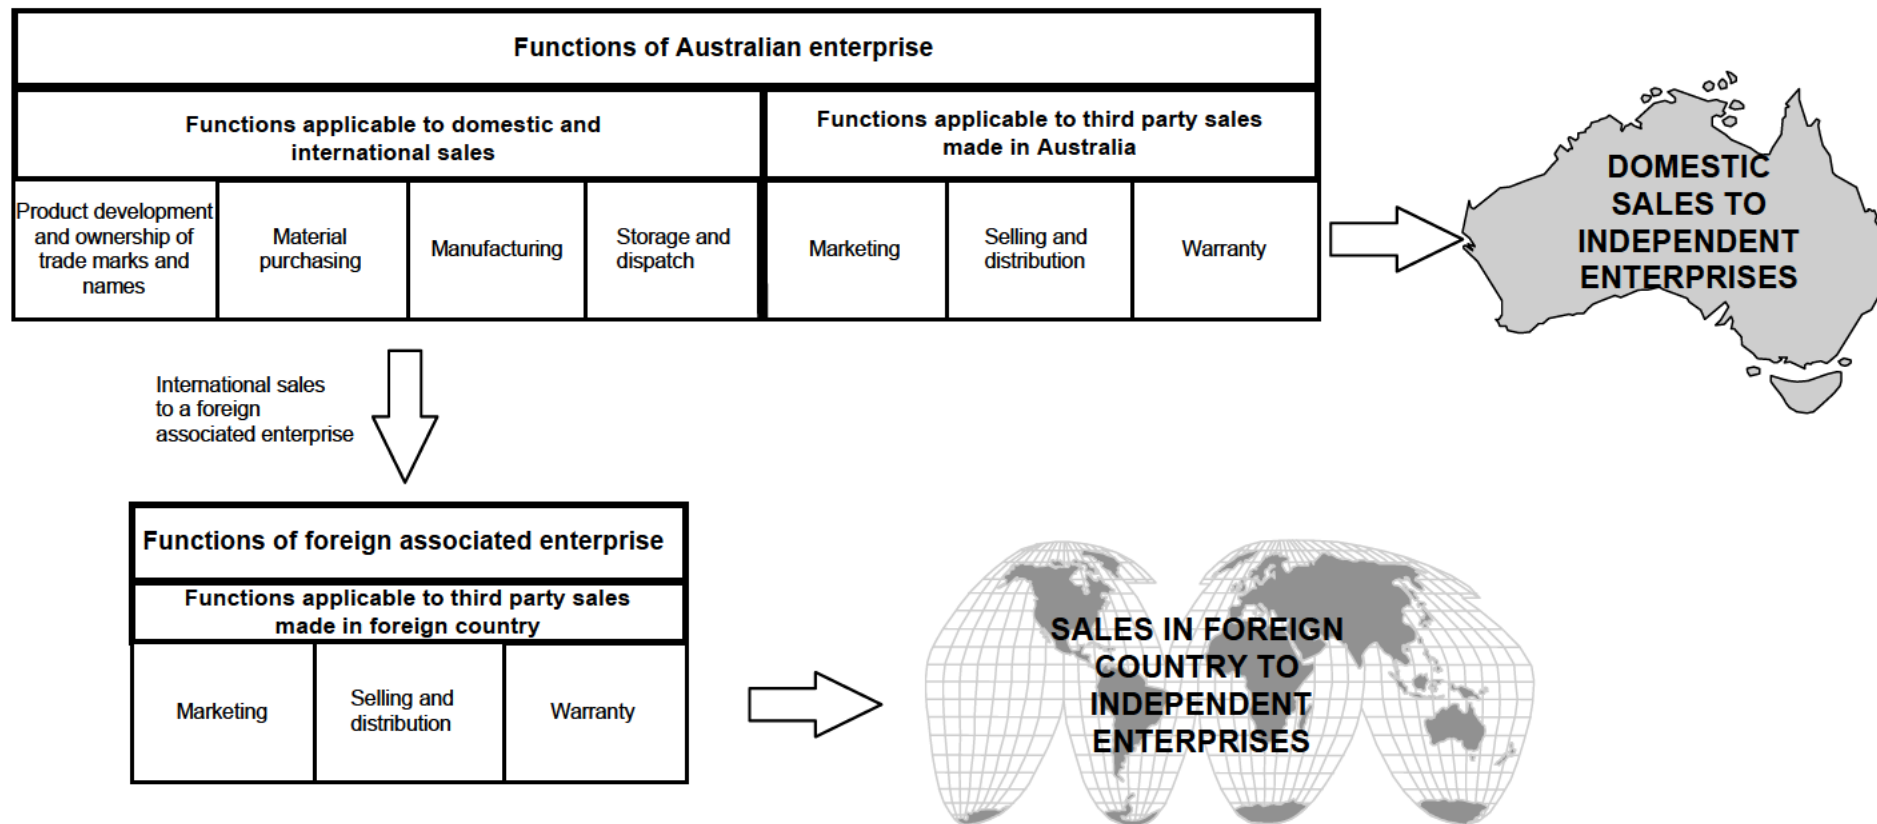 Functions of Australian enterprise
Functions applicable to domestic and
international sales
Functions applicable to third party sales
made in Australia
Product development
and ownership of
trade marks and
names
Material
purchasing
Manufacturing
Storage and
dispatch
Marketing
Selling and
distribution
Warranty
DOMESTIC
SALES TO
INDEPENDENT
ENTERPRISES
International sales
to a foreign
associated enterprise
Functions of foreign associated enterprise
Functions applicable to third party sales
made in foreign country
Marketing
Selling and
distribution
Warranty
SALES IN FOREIGN
COUNTRY TO
INDEPENDENT
ENTERPRISES